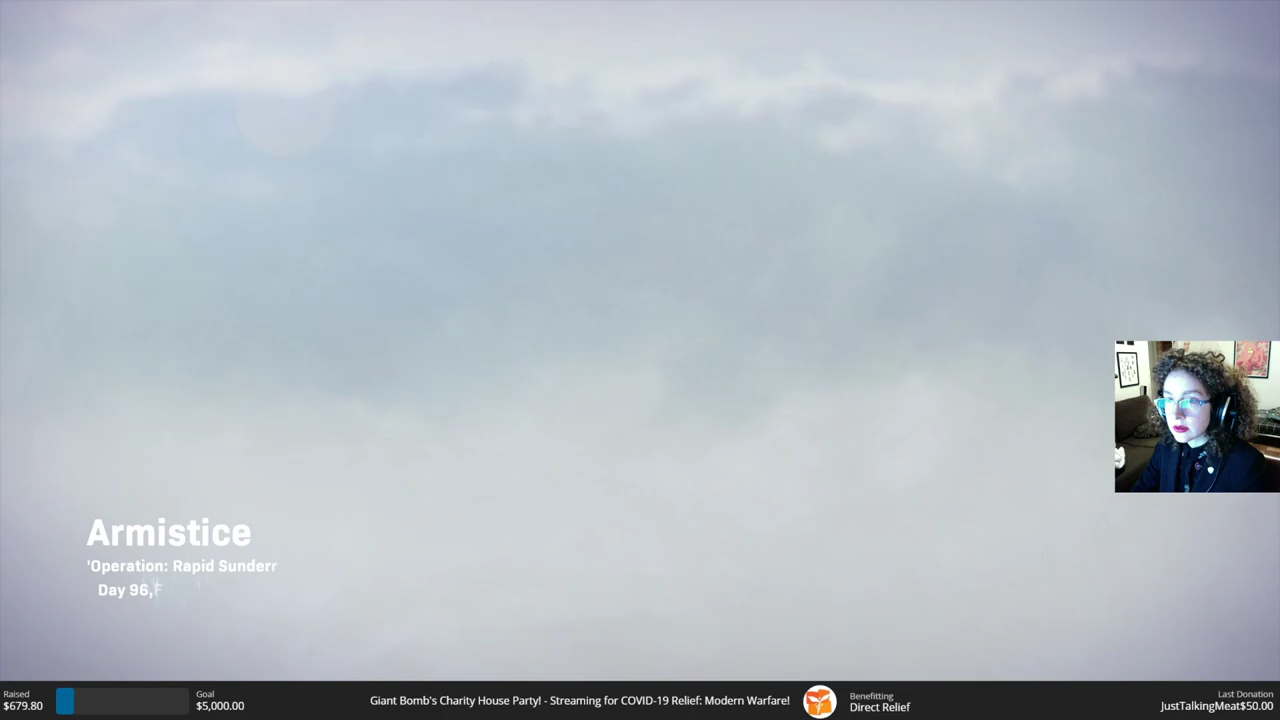 Armistice
'Operation: Rapid Sunderr
Day 96,F
Raised
$679.80
Goal
$5,000.00
Giant Bomb's Charity House Party! - Streaming for COVID-19 Relief: Modern Warfare!
Benefitting
Direct Relief
Last Donation
JustTalkingMeat$50.00